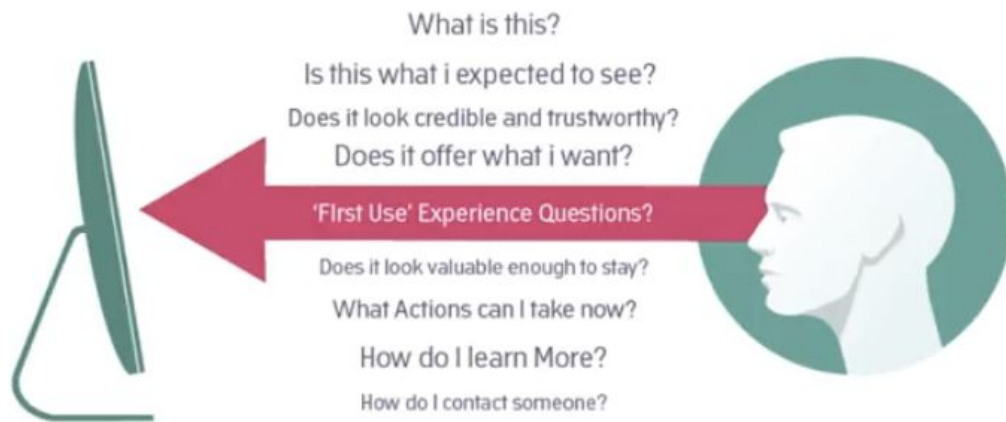 What is this?
Is this what i expected to see?
Does it look credible and trustworthy?
Does it offer what i want?
‘FIrst Use’ Experience Questions?
Does it look valuable enough to stay?
What Actions can I take now?
How do I learn More?
How do I contact someone?